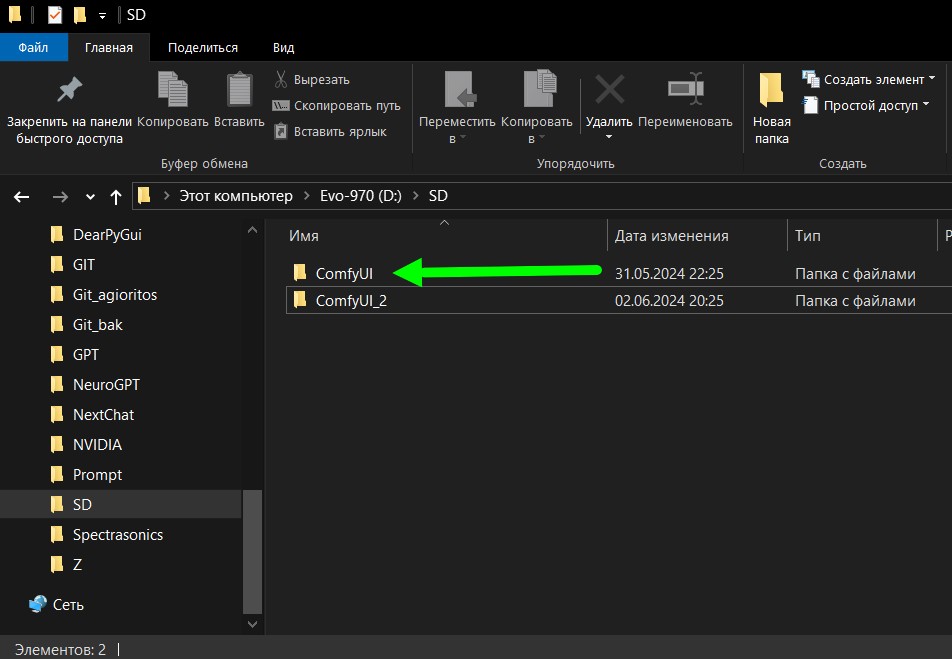 SD
Файл Главная Поделиться Вид
Закрепить на панели
быстрого доступа
Копировать
Вставить
Вырезать
Скопировать путь
Вставить ярлык
Буфер обмена
Переместить
в
Копировать
в
Удалить
Переименовать
Упорядочить
Новая
папка
Создать элемент
Простой доступ
Создать
Этот компьютер > Evo-970 (D:) > SD
DearPyGui
GIT
Git_agioritos
Git_bak
GPT
NeuroGPT
NextChat
NVIDIA
Prompt
SD
Spectrasonics
Z
Сеть
Имя Дата изменения Тип Р
ComfyUI 31.05.2024 22:25 Папка с файлами
ComfyUI_2 02.06.2024 20:25 Папка с файлами
Элементов: 2